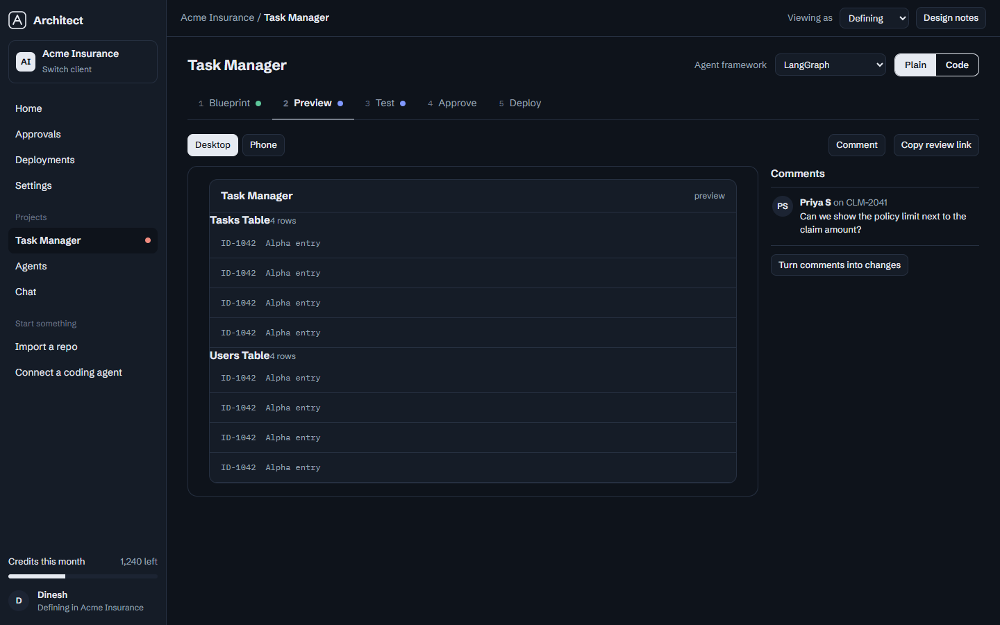 Architect
AI
Acme Insurance
Switch client
Home
Approvals
Deployments
Settings
Projects
Task Manager
Agents
Chat
Start something
Import a repo
Connect a coding agent
Credits this month 1,240 left
D
Dinesh
Defining in Acme Insurance
Acme Insurance / Task Manager
Viewing as Defining Design notes
Task Manager
Agent framework LangGraph Plain Code
1 Blueprint 2 Preview 3 Test 4 Approve 5 Deploy
Desktop Phone
Comment Copy review link
Task Manager preview
Tasks Table4 rows
ID-1042 Alpha entry
ID-1042 Alpha entry
ID-1042 Alpha entry
ID-1042 Alpha entry
Users Table4 rows
ID-1042 Alpha entry
ID-1042 Alpha entry
ID-1042 Alpha entry
ID-1042 Alpha entry
Comments
PS
Priya S on CLM-2041
Can we show the policy limit next to the
claim amount?
Turn comments into changes